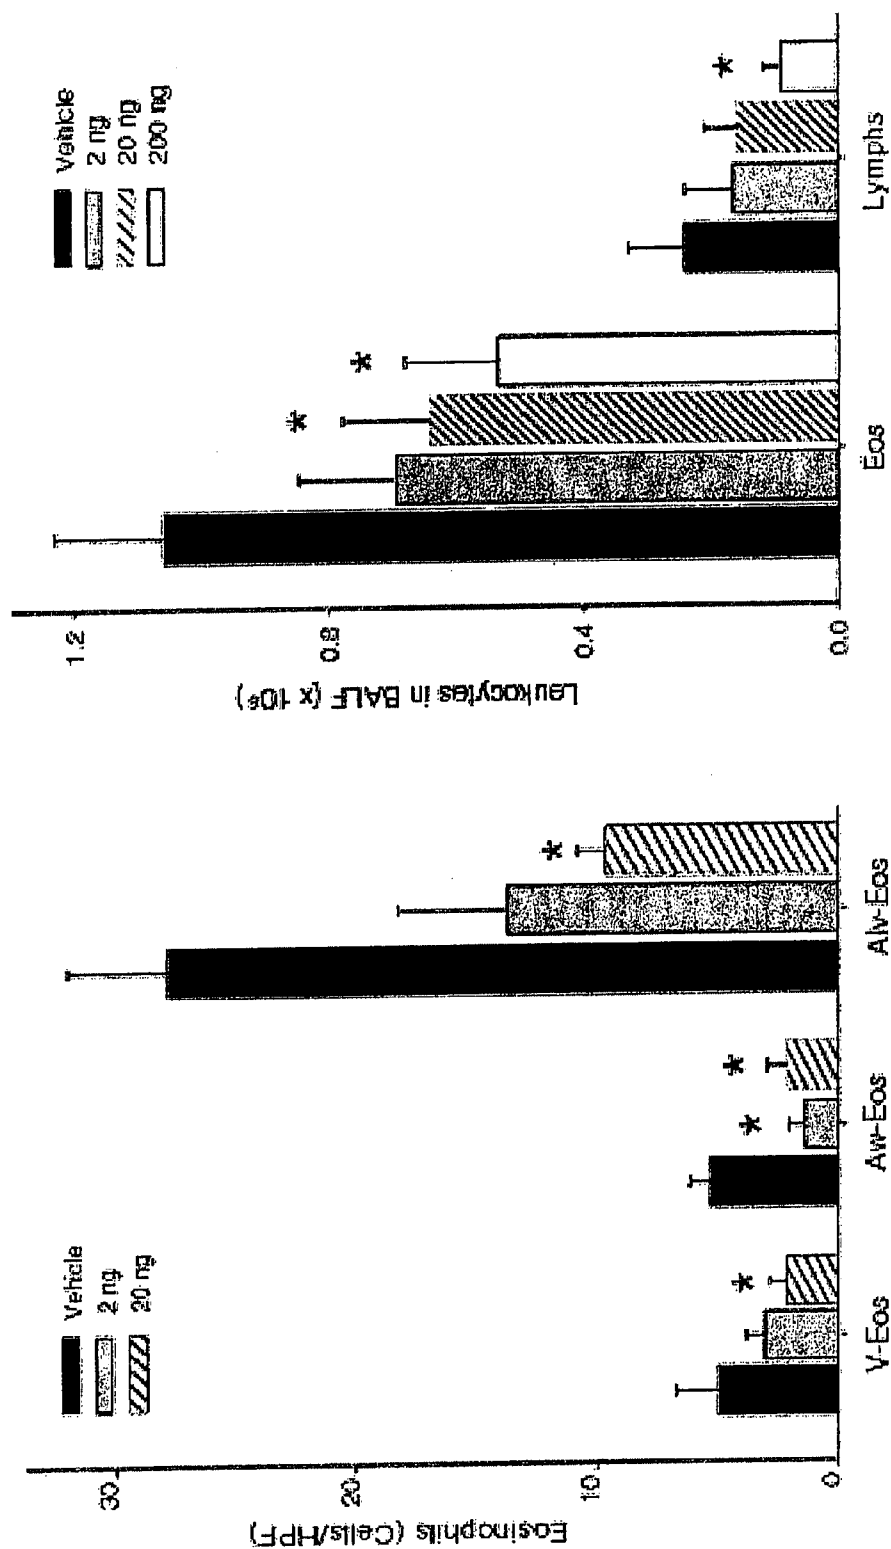 Vehicle
2 ng
20 ng
Eosinophils (Cells/HPF)
30
20
10
0
V-Eos
Aw-Eos
*
*
*
*
Alv-Eos
Vehicle
2 ng
20 ng
200 ng
Leukocytes in BALF (x 10⁶)
1.2
0.8
0.4
0.0
*
*
*
Eos
Lymphs